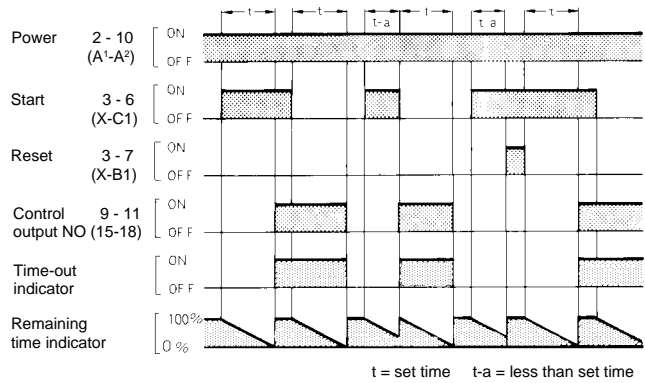 t t t-a t t a t
Power 2 - 10 ON
(A¹-A²) OFF
Start 3 - 6 ON
(X-C1) OFF
Reset 3 - 7 ON
(X-B1) OFF
Control 9 - 11 ON
output NO (15-18) OFF
Time-out ON
indicator OFF
Remaining 100%
time indicator 0 %
t = set time t-a = less than set time